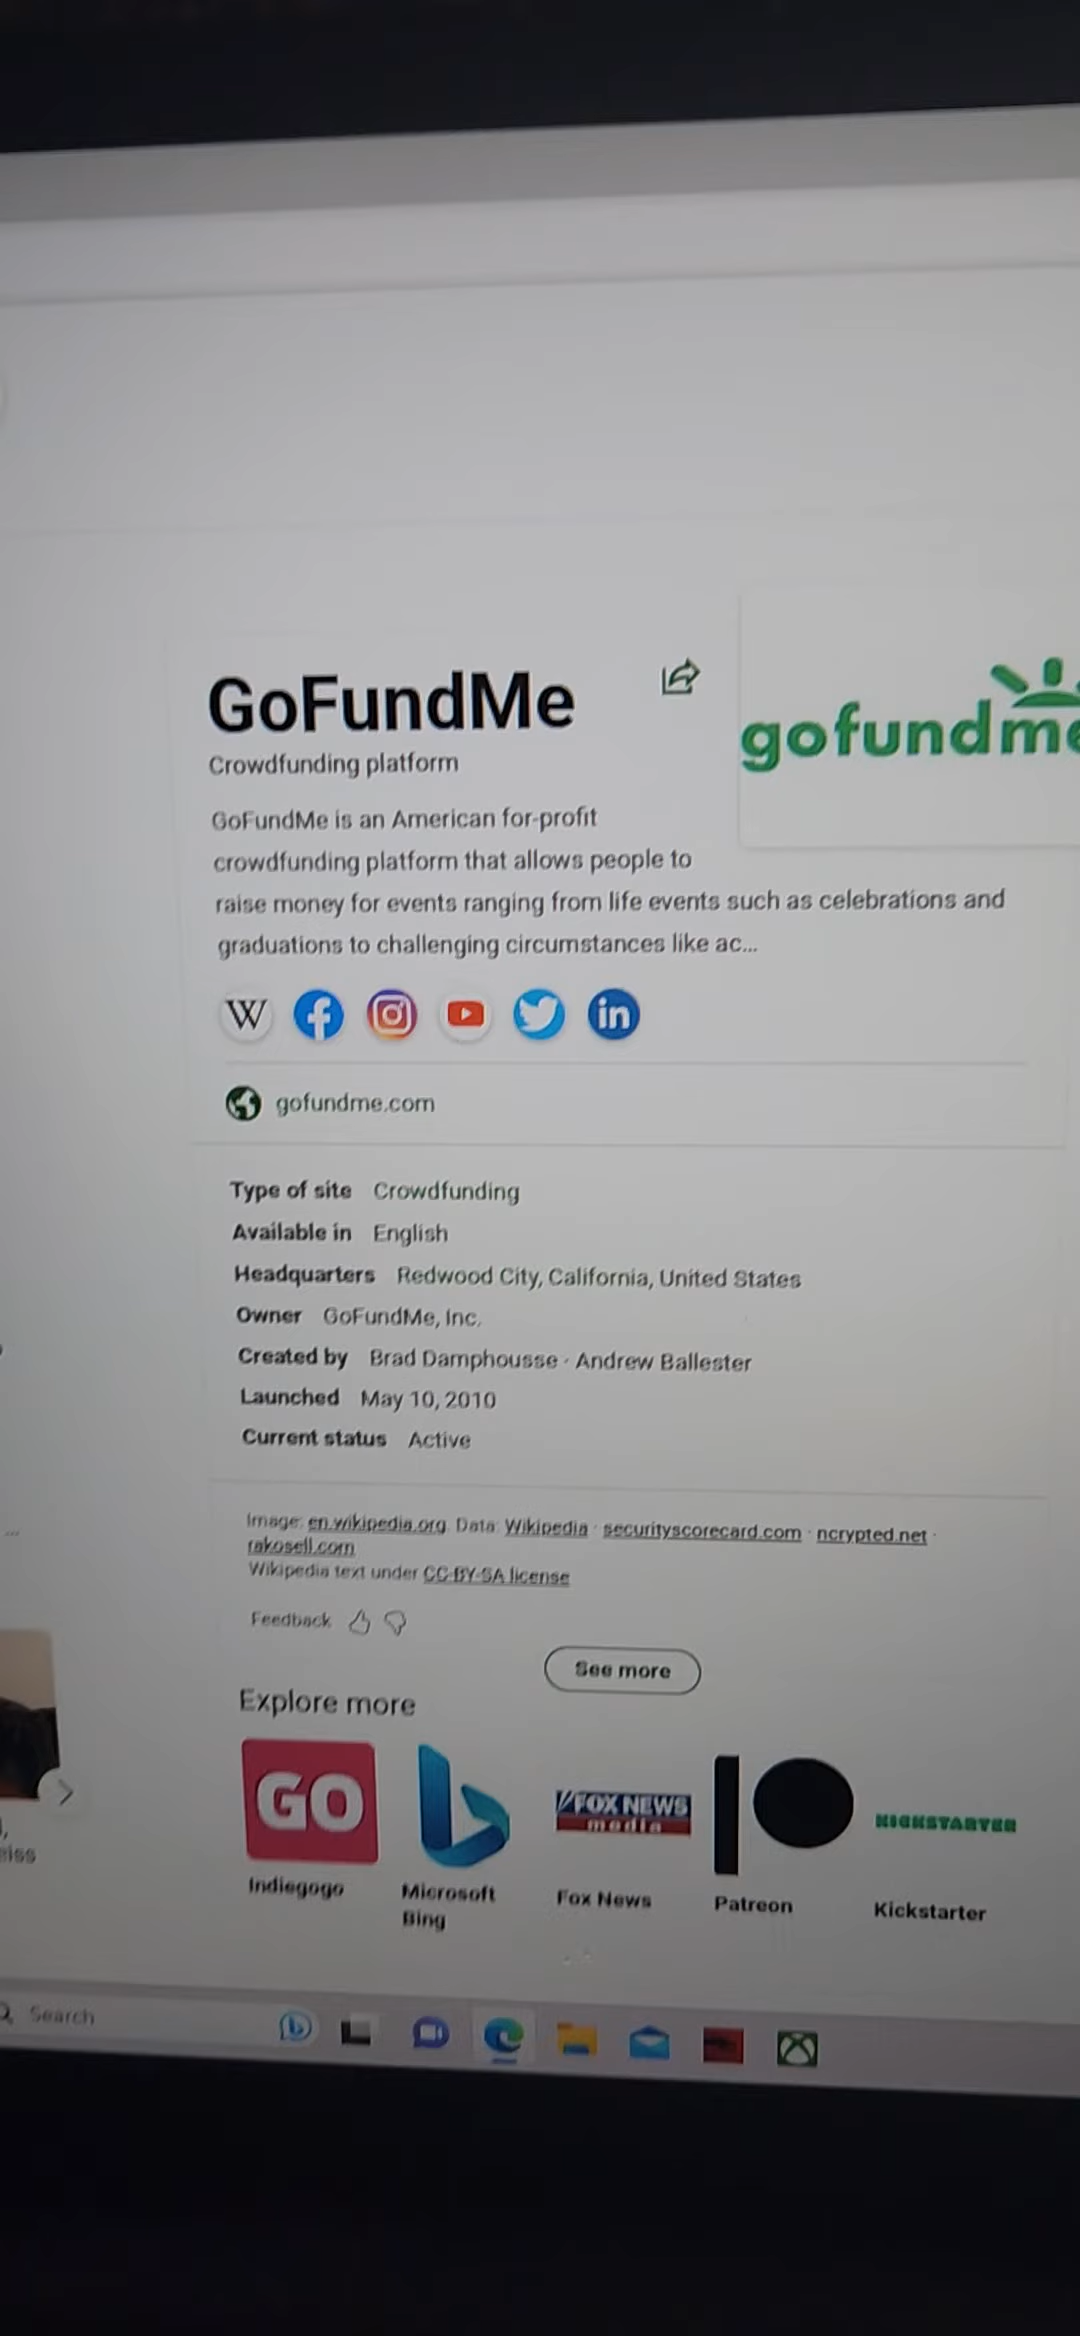 GoFundMe
gofundme
Crowdfunding platform
GoFundMe is an American for-profit
crowdfunding platform that allows people to
raise money for events ranging from life events such as celebrations and
graduations to challenging circumstances like ac...
W
in
gofundme.com
Type of site Crowdfunding
Available in English
Headquarters Redwood City, California, United States
Owner GoFundMe, Inc.
Created by Brad Damphousse · Andrew Ballester
Launched May 10, 2010
Current status Active
Image: en.wikipedia.org Data: Wikipedia · securityscorecard.com · ncrypted.net ·
rakosell.com
Wikipedia text under CC-BY-SA license
Feedback
See more
Explore more
GO
FOX NEWS
media
KICKSTARTER
Indiegogo
Microsoft
Bing
Fox News
Patreon
Kickstarter
Search